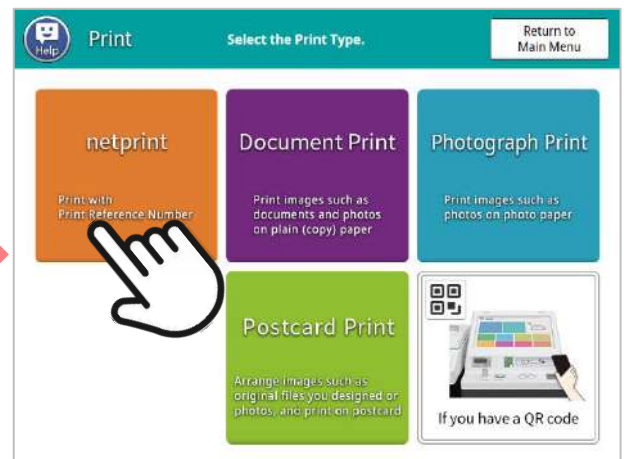 Help
Print
Select the Print Type.
Return to
Main Menu
netprint
Print with
Print Reference Number
Document Print
Print images such as
documents and photos
on plain (copy) paper
Photograph Print
Print images such as
photos on photo paper
Postcard Print
Arrange images such as
original files you designed or
photos, and print on postcard
If you have a QR code